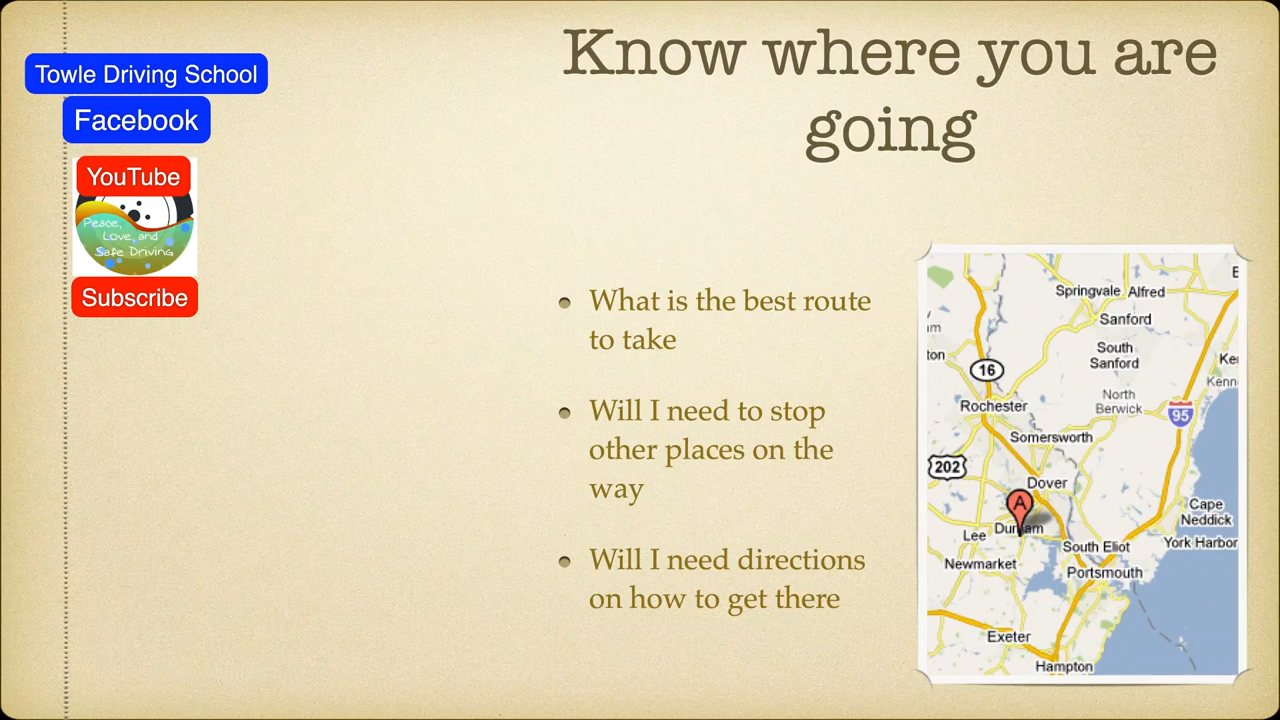 Know where you are
going
Towle Driving School
Facebook
YouTube
Peace,
Love, and
Safe Driving
Subscribe
What is the best route
to take
Will I need to stop
other places on the
way
Will I need directions
on how to get there
Springvale Alfred
Sanford
South
Sanford
ton
16
North
Berwick
Kenn
95
Rochester
Somersworth
202
Dover
A
Durham
Cape
Neddick
Lee
South Eliot
York Harbor
Newmarket
Portsmouth
Exeter
Hampton